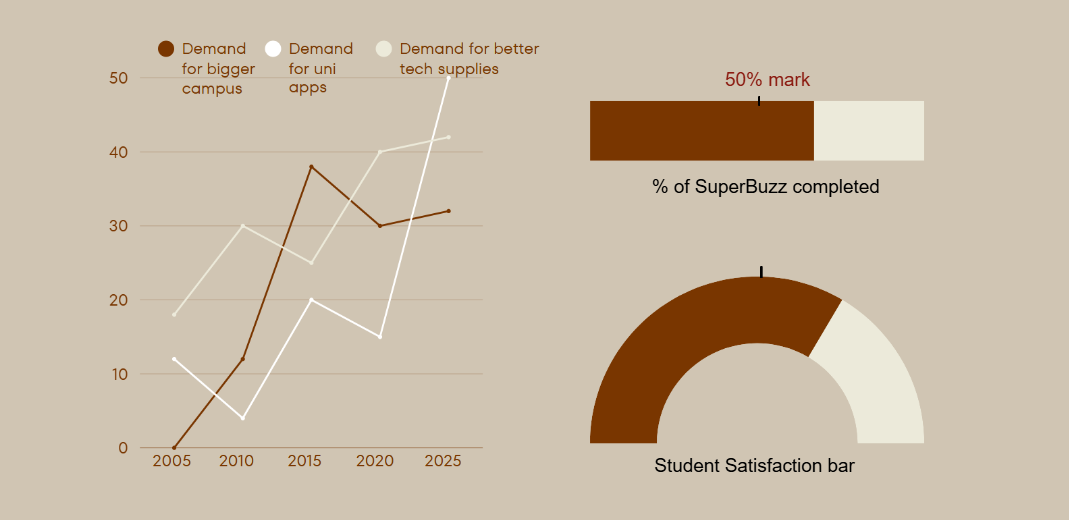 Demand
for bigger
campus
Demand
for uni
apps
Demand for better
tech supplies
50
40
30
20
10
0
2005 2010 2015 2020 2025
50% mark
% of SuperBuzz completed
Student Satisfaction bar